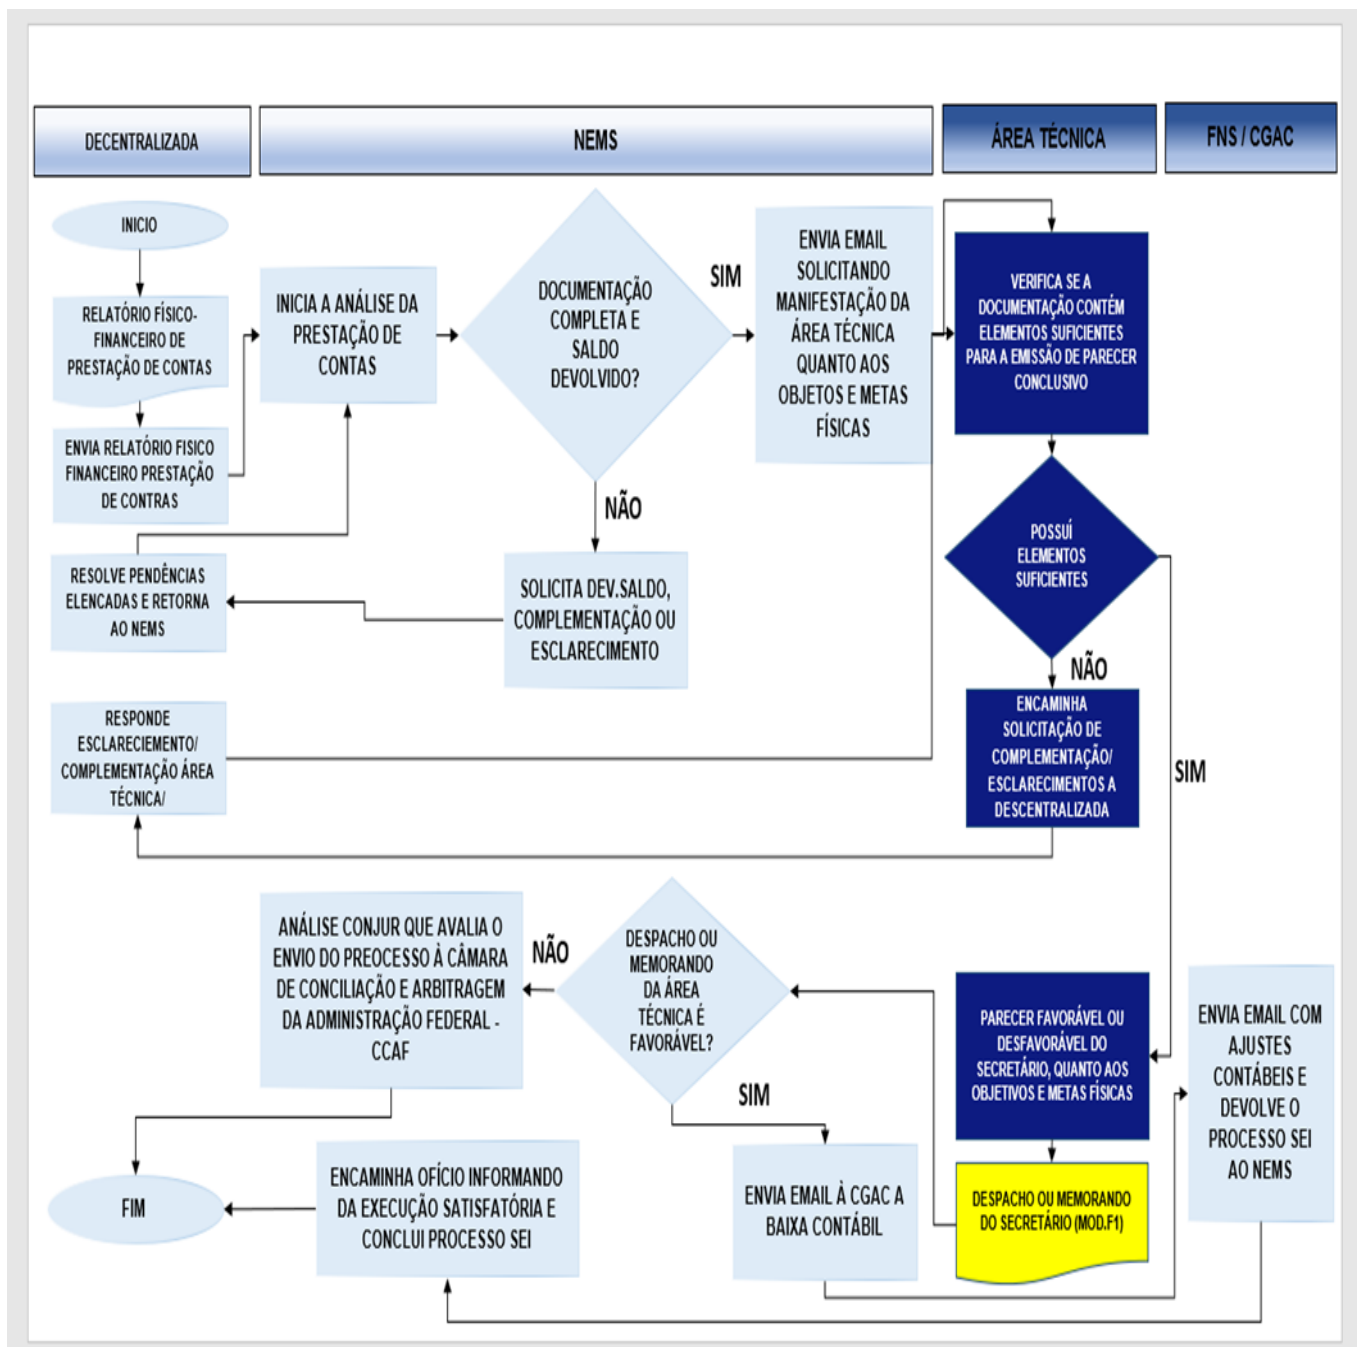 DECENTRALIZADA
NEMS
ÁREA TÉCNICA
FNS / CGAC
INICIO
RELATÓRIO FÍSICO-
FINANCEIRO DE
PRESTAÇÃO DE CONTAS
ENVIA RELATÓRIO FISICO
FINANCEIRO PRESTAÇÃO
DE CONTRAS
RESOLVE PENDÊNCIAS
ELENCADAS E RETORNA
AO NEMS
RESPONDE
ESCLARECIEMENTO/
COMPLEMENTAÇÃO ÁREA
TÉCNICA/
INICIA A ANÁLISE DA
PRESTAÇÃO DE
CONTAS
DOCUMENTAÇÃO
COMPLETA E
SALDO
DEVOLVIDO?
SIM
NÃO
SOLICITA DEV.SALDO,
COMPLEMENTAÇÃO OU
ESCLARECIMENTO
ENVIA EMAIL
SOLICITANDO
MANIFESTAÇÃO DA
ÁREA TÉCNICA
QUANTO AOS
OBJETOS E METAS
FÍSICAS
VERIFICA SE A
DOCUMENTAÇÃO CONTÉM
ELEMENTOS SUFICIENTES
PARA A EMISSÃO DE PARECER
CONCLUSIVO
POSSUÍ
ELEMENTOS
SUFICIENTES
NÃO
SIM
ENCAMINHA
SOLICITAÇÃO DE
COMPLEMENTAÇÃO/
ESCLARECIMENTOS A
DESCENTRALIZADA
PARECER FAVORÁVEL OU
DESFAVORÁVEL DO
SECRETÁRIO, QUANTO AOS
OBJETIVOS E METAS FÍSICAS
DESPACHO OU MEMORANDO
DO SECRETÁRIO (MOD.F1)
DESPACHO OU
MEMORANDO
DA ÁREA
TÉCNICA É
FAVORÁVEL?
NÃO
SIM
ANÁLISE CONJUR QUE AVALIA O
ENVIO DO PREOCESSO À CÂMARA
DE CONCILIAÇÃO E ARBITRAGEM
DA ADMINISTRAÇÃO FEDERAL -
CCAF
ENVIA EMAIL À CGAC A
BAIXA CONTÁBIL
ENVIA EMAIL COM
AJUSTES
CONTÁBEIS E
DEVOLVE O
PROCESSO SEI
AO NEMS
ENCAMINHA OFÍCIO INFORMANDO
DA EXECUÇÃO SATISFATÓRIA E
CONCLUI PROCESSO SEI
FIM